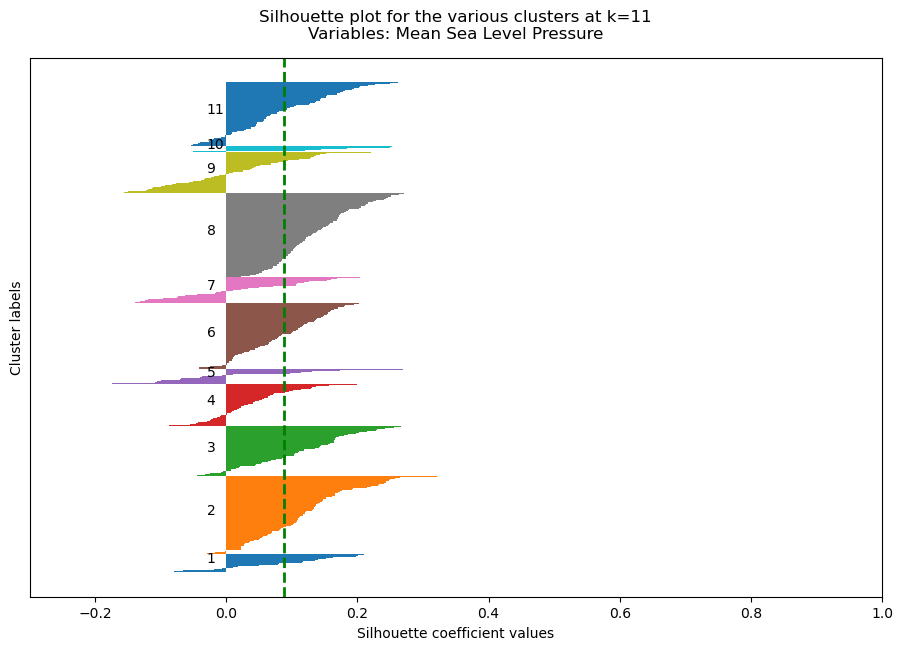 Silhouette plot for the various clusters at k=11
Variables: Mean Sea Level Pressure
Cluster labels
11
10
9
8
7
6
5
4
3
2
1
−0.2 0.0 0.2 0.4 0.6 0.8 1.0
Silhouette coefficient values